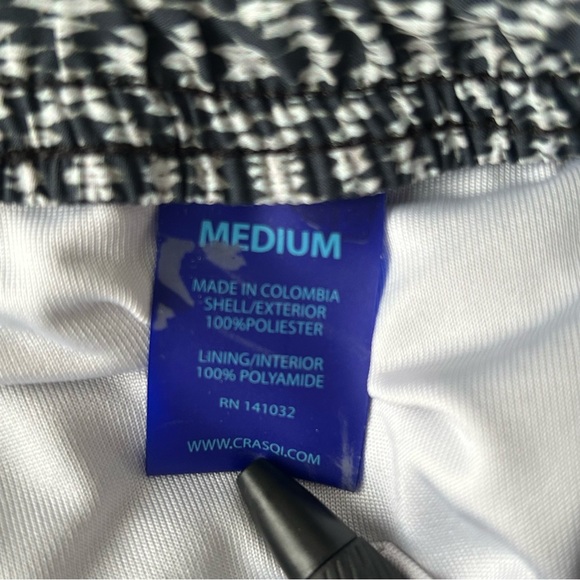 MEDIUM
MADE IN COLOMBIA
SHELL/EXTERIOR
100%POLIESTER
LINING/INTERIOR
100% POLYAMIDE
RN 141032
WWW.CRASQI.COM